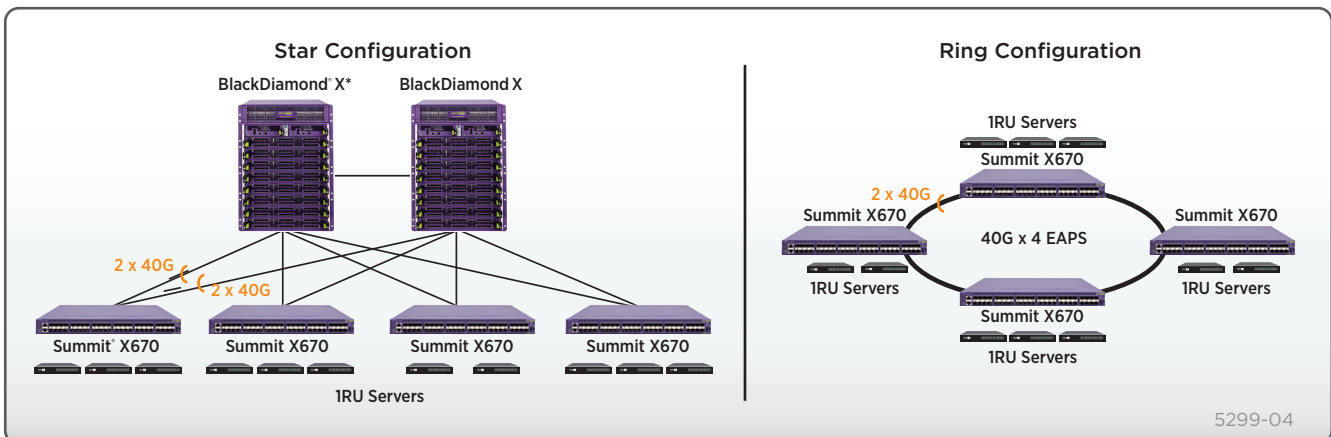 Star Configuration
BlackDiamond® X*
BlackDiamond X
2 x 40G
2 x 40G
Summit® X670
Summit X670
Summit X670
Summit X670
1RU Servers
Ring Configuration
1RU Servers
Summit X670
2 x 40G
Summit X670
Summit X670
40G x 4 EAPS
1RU Servers
1RU Servers
Summit X670
1RU Servers
5299-04